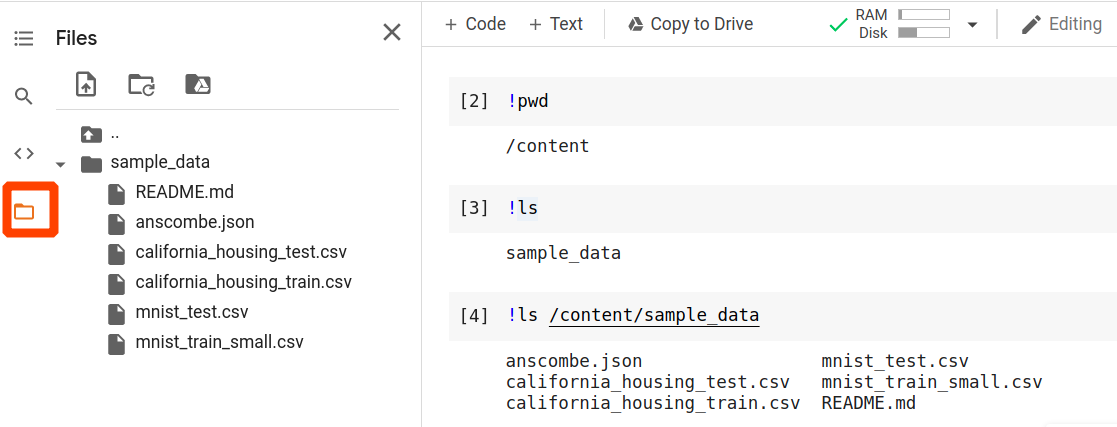 Files
..
sample_data
README.md
anscombe.json
california_housing_test.csv
california_housing_train.csv
mnist_test.csv
mnist_train_small.csv
+ Code + Text Copy to Drive RAM
Disk Editing
[2] !pwd
/content
[3] !ls
sample_data
[4] !ls /content/sample_data
anscombe.json mnist_test.csv
california_housing_test.csv mnist_train_small.csv
california_housing_train.csv README.md